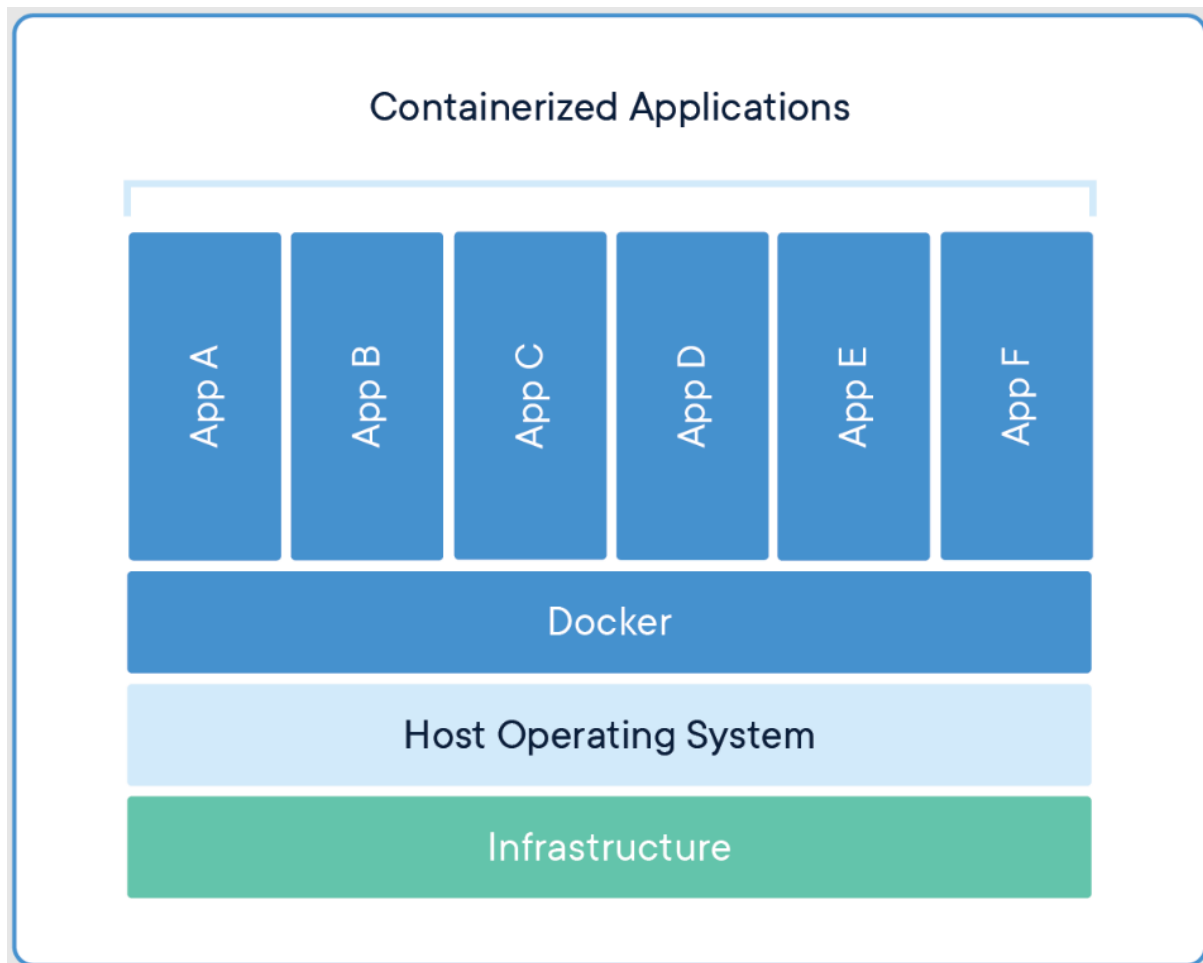 Containerized Applications
App A
App B
App C
App D
App E
App F
Docker
Host Operating System
Infrastructure